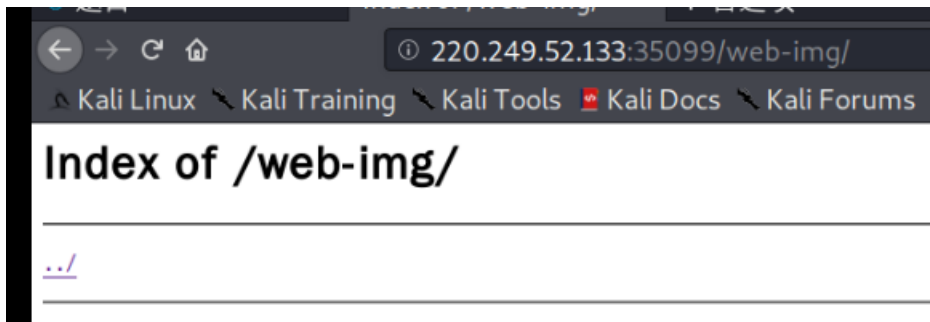 220.249.52.133:35099/web-img/
Kali Linux Kali Training Kali Tools Kali Docs Kali Forums
Index of /web-img/
../